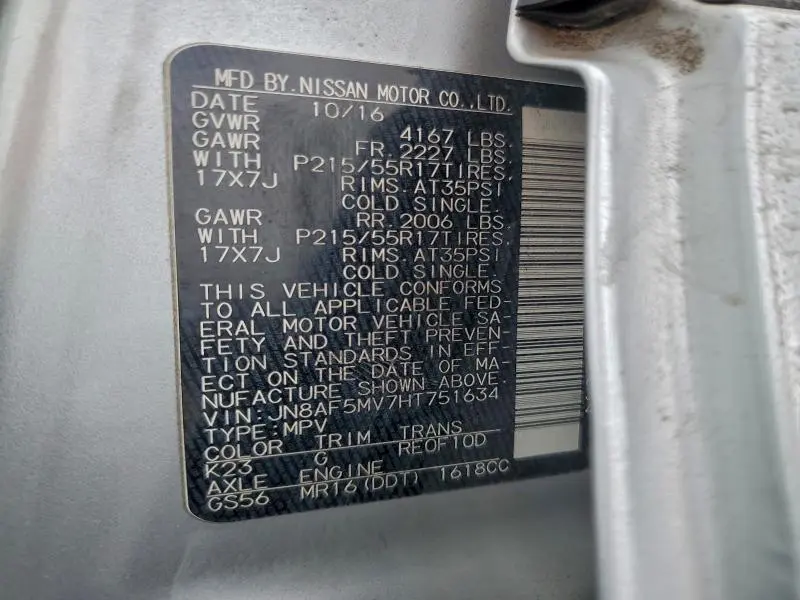 MFD BY.NISSAN MOTOR CO.,LTD.
DATE 10/16
GVWR 4167 LBS.
GAWR FR. 2227 LBS.
WITH P215/55R17TIRES.
17X7J RIMS. AT35PSI
COLD SINGLE
GAWR RR. 2006 LBS.
WITH P215/55R17TIRES.
17X7J RIMS. AT35PSI
COLD SINGLE
THIS VEHICLE CONFORMS
TO ALL APPLICABLE FED-
ERAL MOTOR VEHICLE SA-
FETY AND THEFT PREVEN-
TION STANDARDS IN EFF
ECT ON THE DATE OF MA-
NUFACTURE SHOWN ABOVE.
VIN: JN8AF5MV7HT751634
TYPE: MPV
COLOR TRIM TRANS
K23 G RE0F10D
AXLE ENGINE
GS56 MR16(DDT) 1618CC